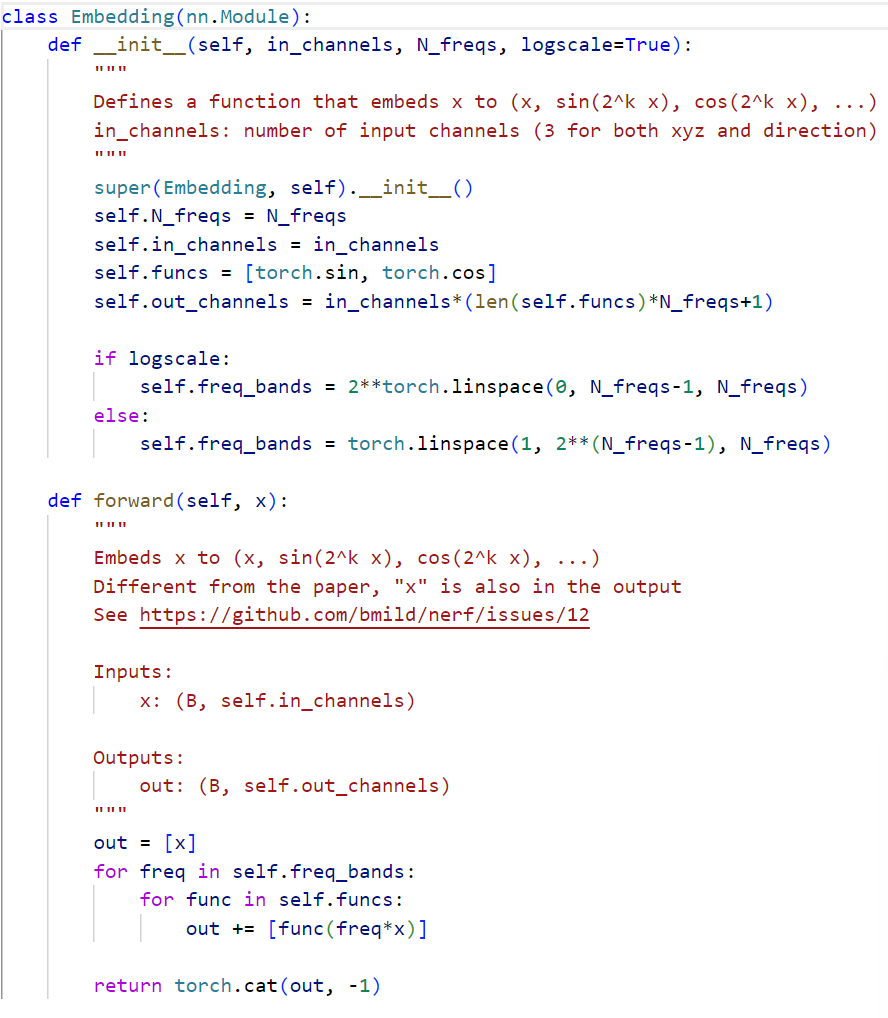 class Embedding(nn.Module):
    def __init__(self, in_channels, N_freqs, logscale=True):
        """
        Defines a function that embeds x to (x, sin(2^k x), cos(2^k x), ...)
        in_channels: number of input channels (3 for both xyz and direction)
        """
        super(Embedding, self).__init__()
        self.N_freqs = N_freqs
        self.in_channels = in_channels
        self.funcs = [torch.sin, torch.cos]
        self.out_channels = in_channels*(len(self.funcs)*N_freqs+1)

        if logscale:
            self.freq_bands = 2**torch.linspace(0, N_freqs-1, N_freqs)
        else:
            self.freq_bands = torch.linspace(1, 2**(N_freqs-1), N_freqs)

    def forward(self, x):
        """
        Embeds x to (x, sin(2^k x), cos(2^k x), ...)
        Different from the paper, "x" is also in the output
        See https://github.com/bmild/nerf/issues/12

        Inputs:
            x: (B, self.in_channels)

        Outputs:
            out: (B, self.out_channels)
        """
        out = [x]
        for freq in self.freq_bands:
            for func in self.funcs:
                out += [func(freq*x)]

        return torch.cat(out, -1)